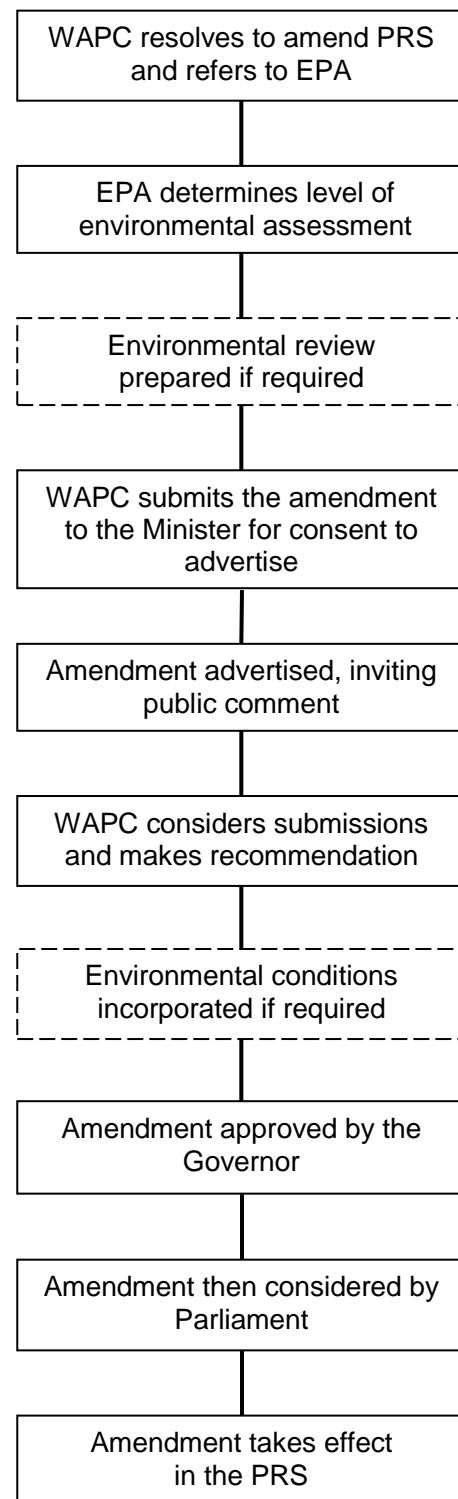 WAPC resolves to amend PRS
and refers to EPA
EPA determines level of
environmental assessment
Environmental review
prepared if required
WAPC submits the amendment
to the Minister for consent to
advertise
Amendment advertised, inviting
public comment
WAPC considers submissions
and makes recommendation
Environmental conditions
incorporated if required
Amendment approved by the
Governor
Amendment then considered by
Parliament
Amendment takes effect
in the PRS